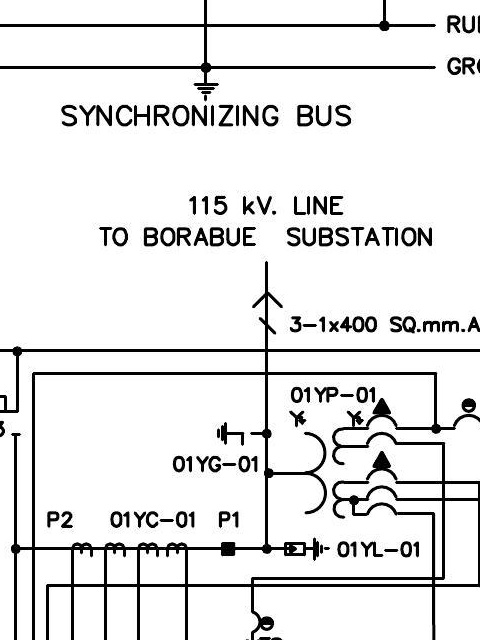 RU
GR
SYNCHRONIZING BUS
115 kV. LINE
TO BORABUE SUBSTATION
3-1x400 SQ.mm.A
01YP-01
01YG-01
P2 01YC-01 P1
01YL-01